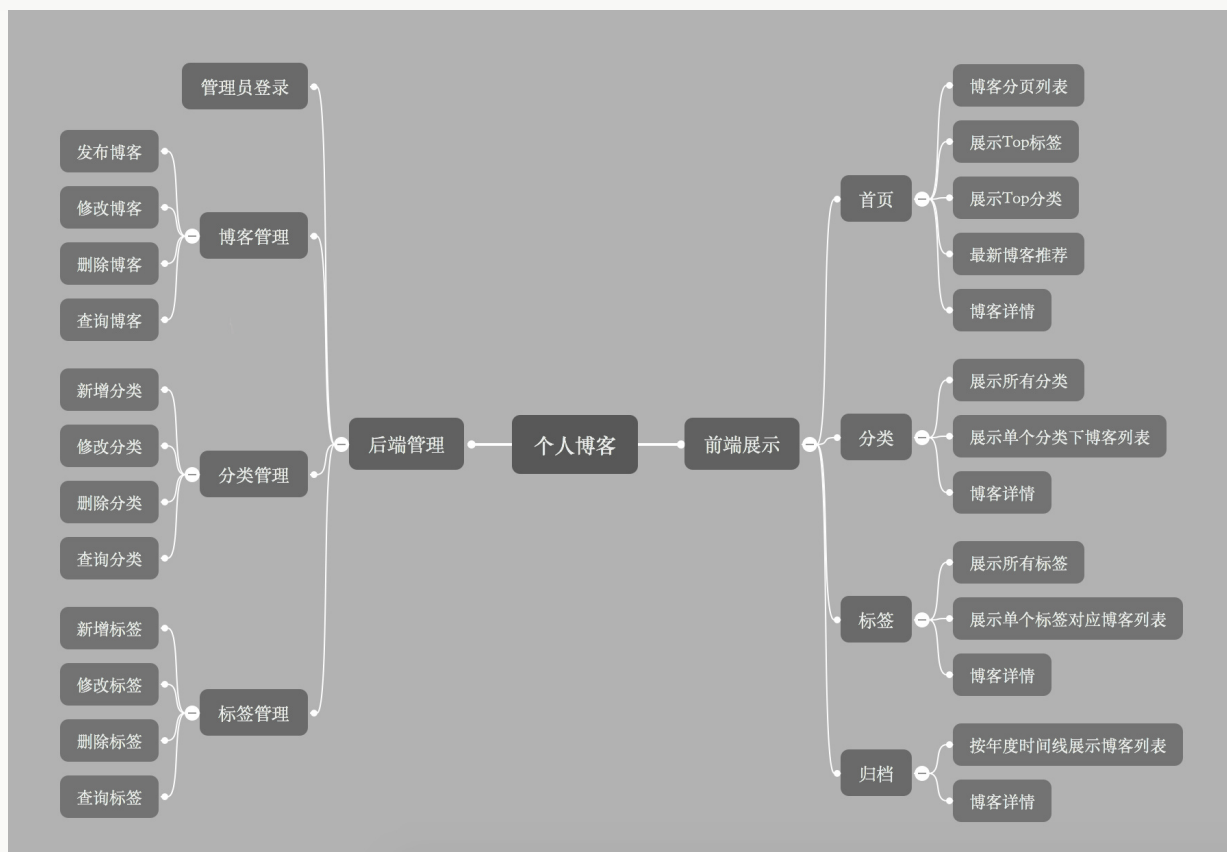 个人博客
后端管理
管理员登录
博客管理
发布博客
修改博客
删除博客
查询博客
分类管理
新增分类
修改分类
删除分类
查询分类
标签管理
新增标签
修改标签
删除标签
查询标签
前端展示
首页
博客分页列表
展示Top标签
展示Top分类
最新博客推荐
博客详情
分类
展示所有分类
展示单个分类下博客列表
博客详情
标签
展示所有标签
展示单个标签对应博客列表
博客详情
归档
按年度时间线展示博客列表
博客详情